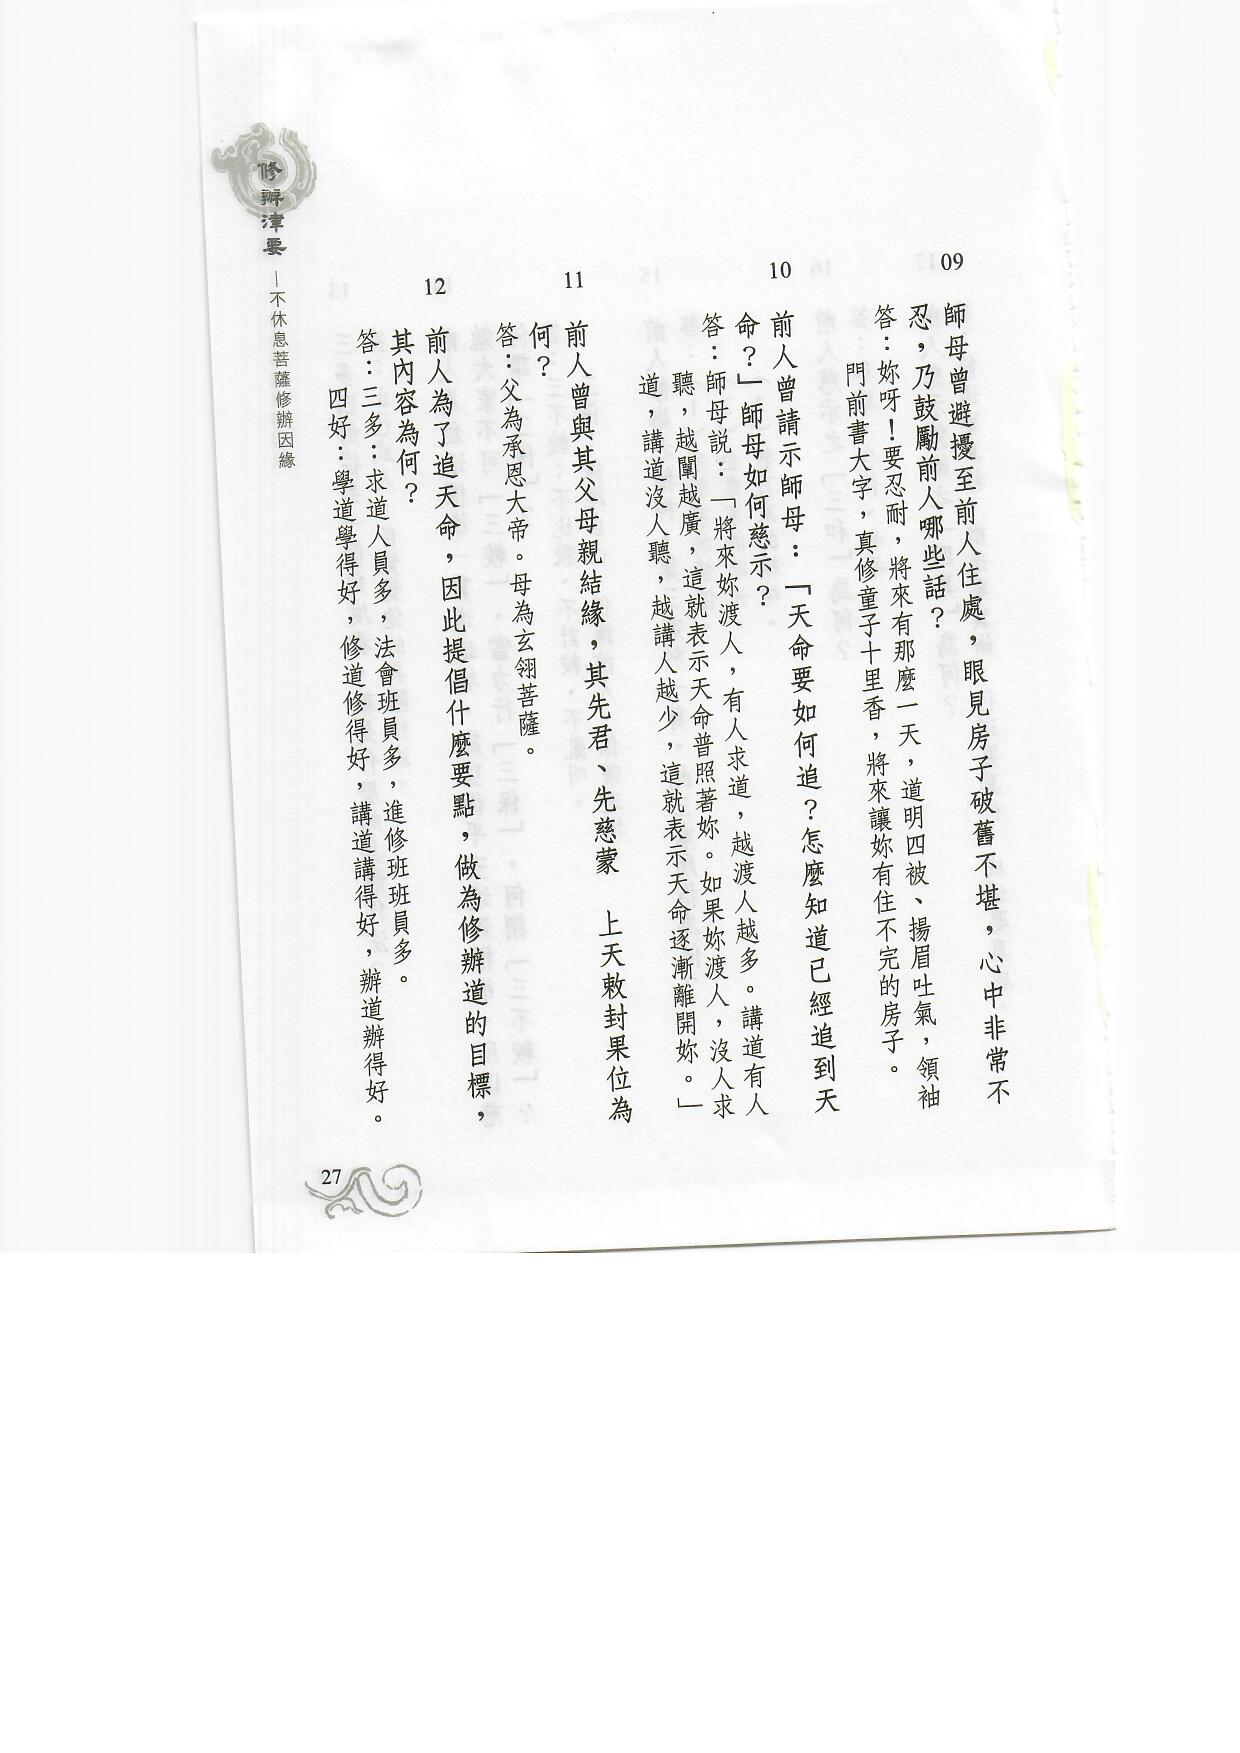 09
師母曾避擾至前人住處，眼見房子破舊不堪，心中非常不
忍，乃鼓勵前人哪些話？
答：妳呀！要忍耐，將來有那麼一天，道明四被、揚眉吐氣，領袖
門前書大字，真修童子十里香，將來讓妳有住不完的房子。
10
前人曾請示師母：「天命要如何追？怎麼知道已經追到天
命？」師母如何慈示？
答：師母說：「將來妳渡人，有人求道，越渡人越多。講道有人
聽，越闡越廣，這就表示天命普照著妳。如果妳渡人，沒人求
道，講道沒人聽，越講人越少，這就表示天命逐漸離開妳。」
11
前人曾與其父母親結緣，其先君、先慈蒙　上天敕封果位為
何？
答：父為承恩大帝。母為玄翎菩薩。
12
前人為了追天命，因此提倡什麼要點，做為修辦道的目標，
其內容為何？
答：三多：求道人員多，法會班員多，進修班班員多。
四好：學道學得好，修道修得好，講道講得好，辦道辦得好。
修辦津要
—不休息菩薩修辦因緣
27